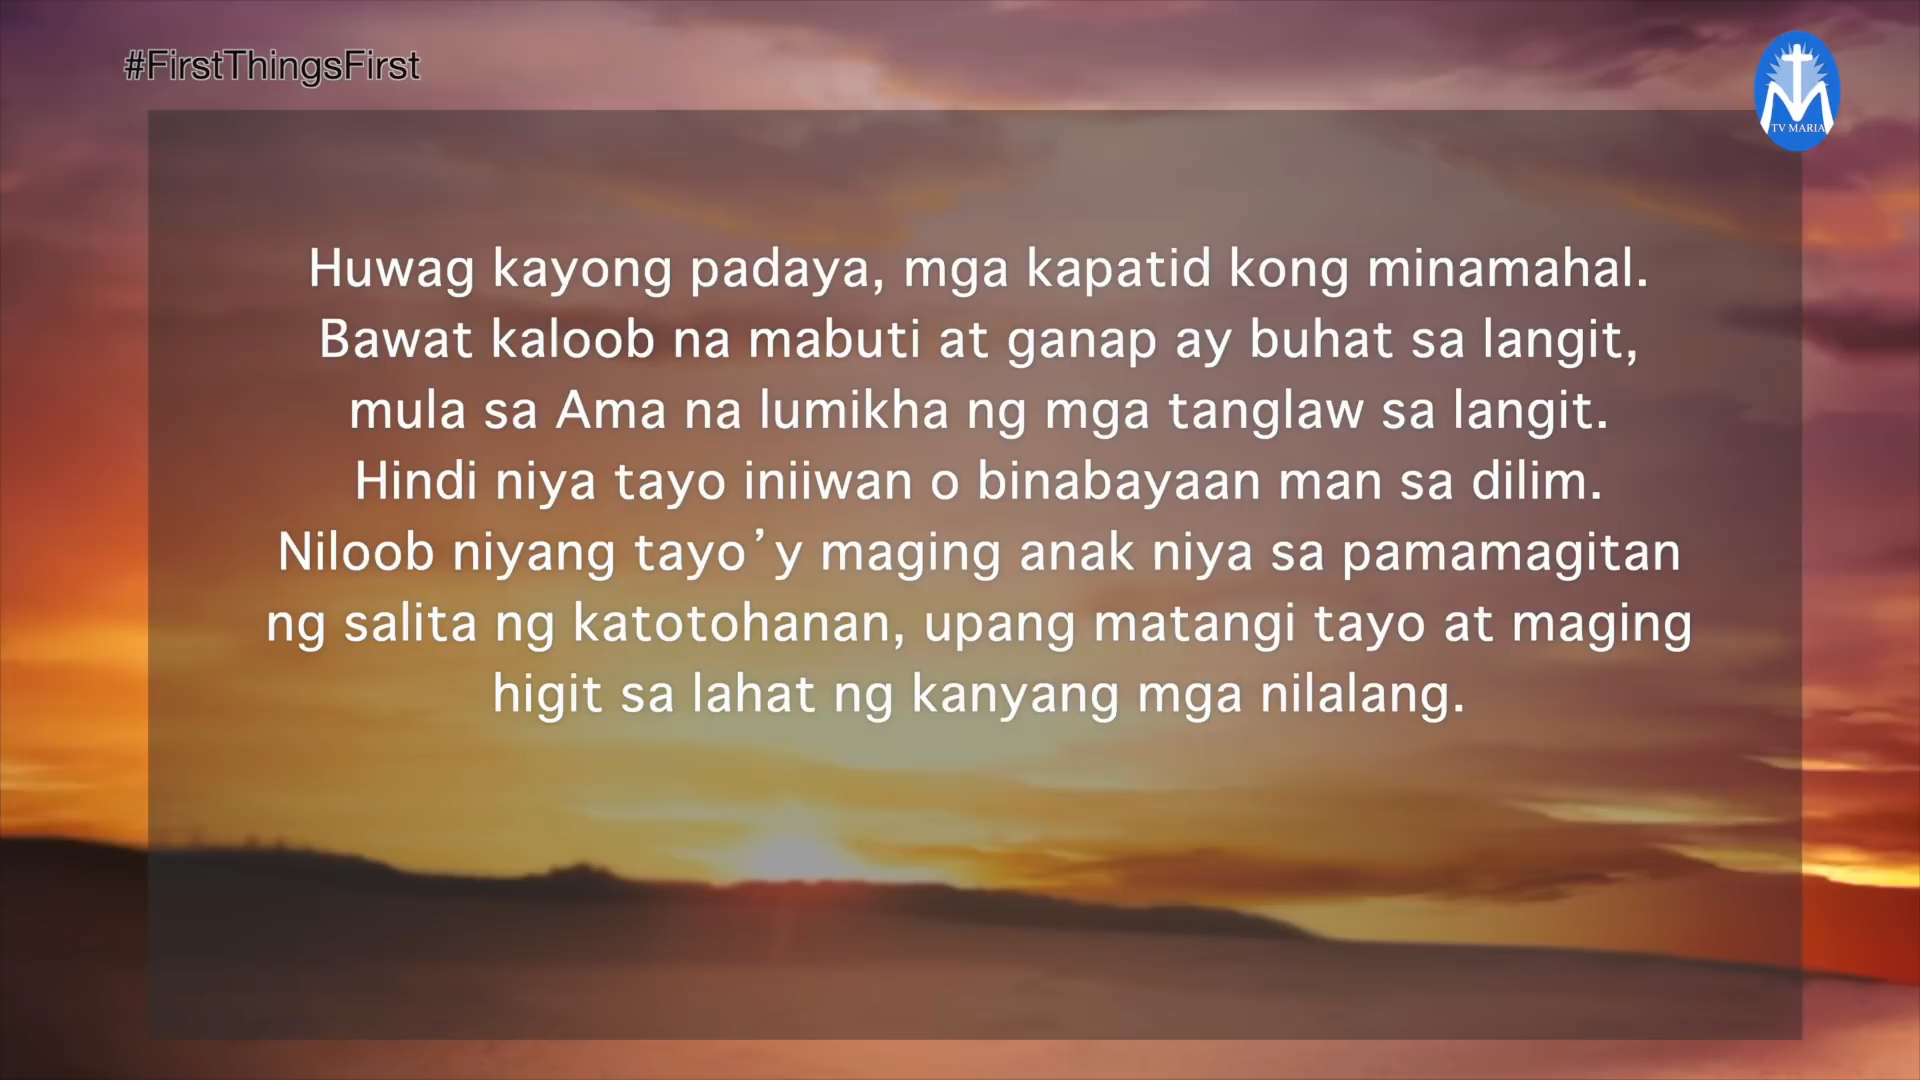 #FirstThingsFirst
TV MARIA
Huwag kayong padaya, mga kapatid kong minamahal.
Bawat kaloob na mabuti at ganap ay buhat sa langit,
mula sa Ama na lumikha ng mga tanglaw sa langit.
Hindi niya tayo iniiwan o binabayaan man sa dilim.
Niloob niyang tayo’y maging anak niya sa pamamagitan
ng salita ng katotohanan, upang matangi tayo at maging
higit sa lahat ng kanyang mga nilalang.